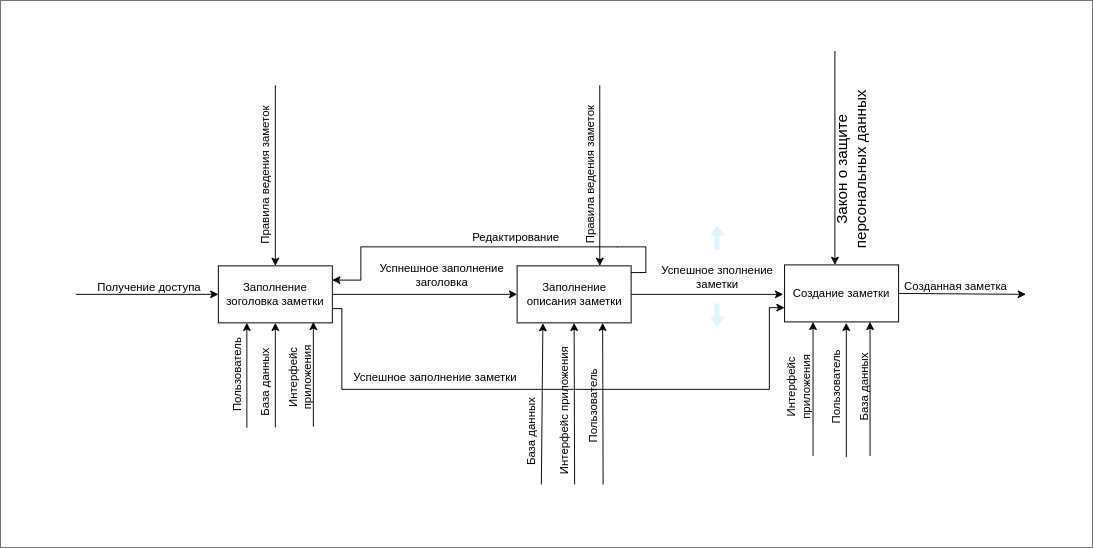 Правила ведения заметок
Правила ведения заметок
Закон о защите
персональных данных
Редактирование
Получение доступа
Заполнение
зоголовка заметки
Успнешное заполнение
заголовка
Заполнение
описания заметки
Успешное зполнение
заметки
Создание заметки
Созданная заметка
Пользователь
База данных
Интерфейс
приложения
Успешное заполнение заметки
База данных
Интерфейс приложения
Пользователь
Интерфейс
приложения
Пользователь
База данных